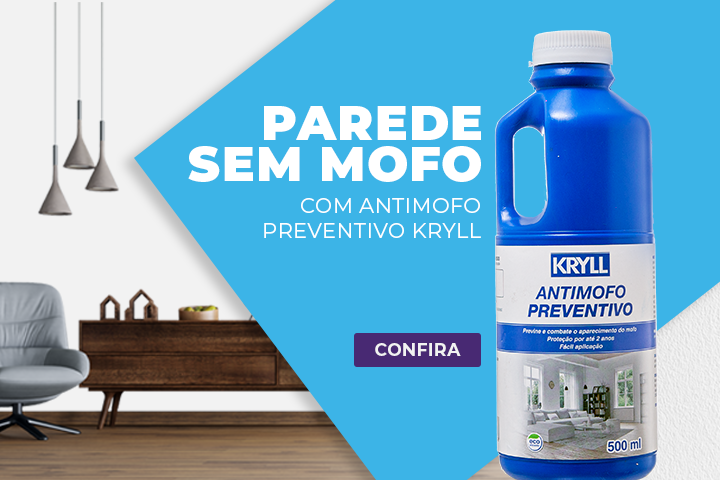 PAREDE
SEM MOFO
COM ANTIMOFO
PREVENTIVO KRYLL
CONFIRA
KRYLL
ANTIMOFO
PREVENTIVO
Previne e combate o aparecimento do mofo
Proteção por até 2 anos
Fácil aplicação
eco
500 ml